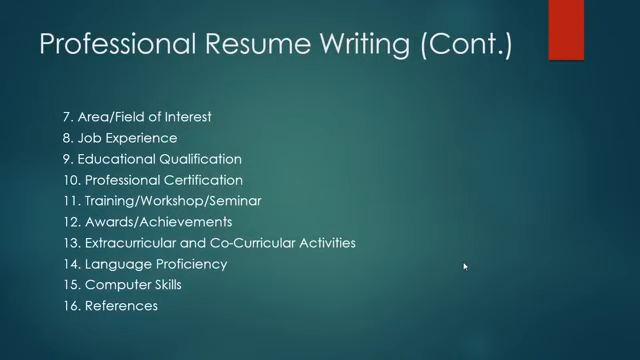 Professional Resume Writing (Cont.)
7. Area/Field of Interest
8. Job Experience
9. Educational Qualification
10. Professional Certification
11. Training/Workshop/Seminar
12. Awards/Achievements
13. Extracurricular and Co-Curricular Activities
14. Language Proficiency
15. Computer Skills
16. References